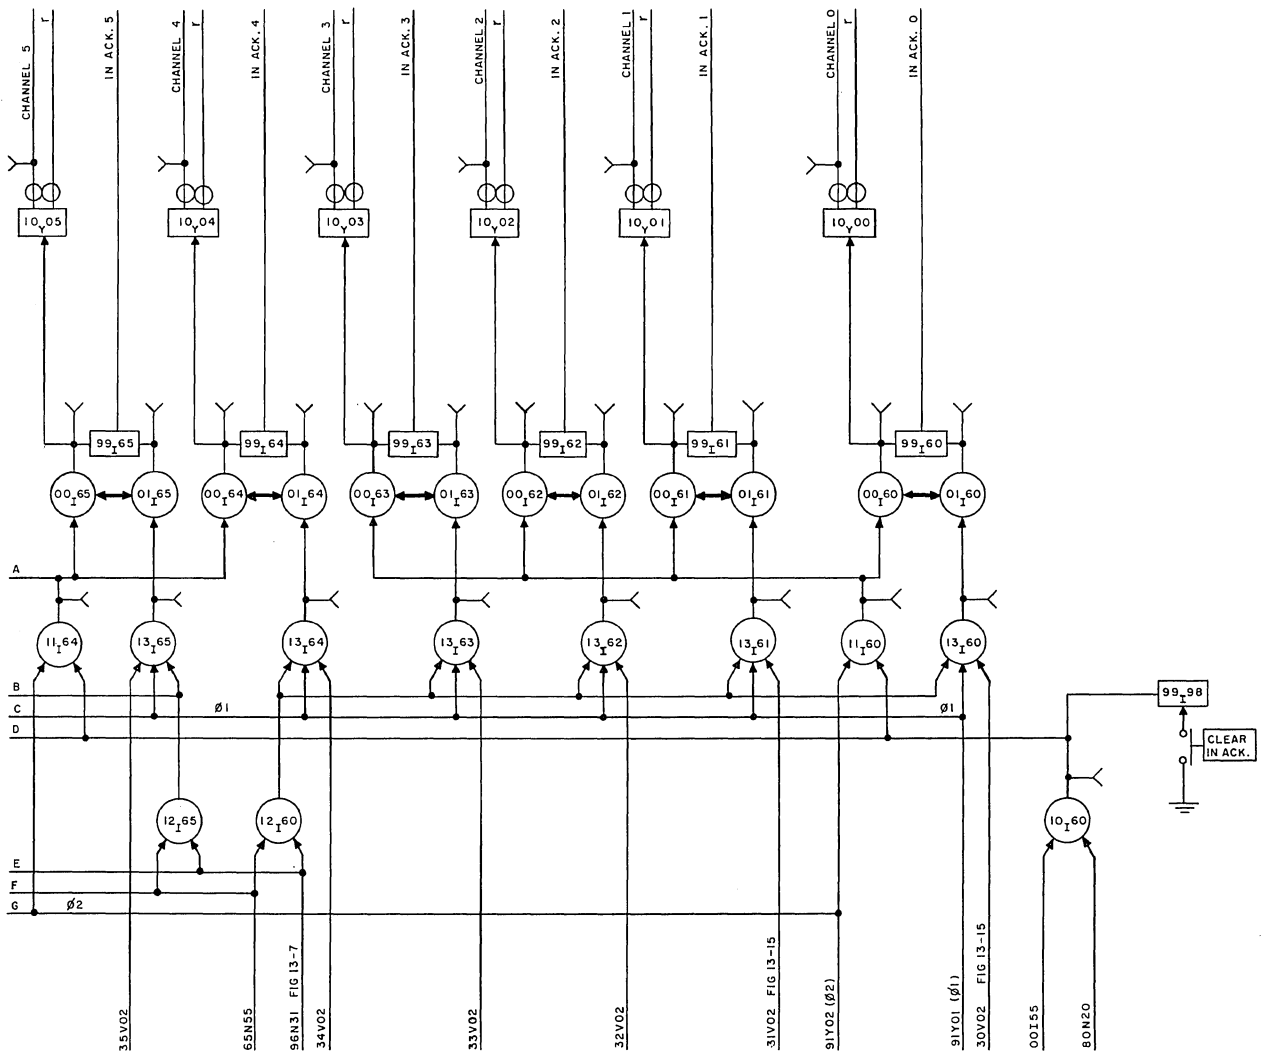 CHANNEL 5
r
IN ACK. 5
CHANNEL 4
r
IN ACK. 4
CHANNEL 3
r
IN ACK. 3
CHANNEL 2
r
IN ACK. 2
CHANNEL 1
r
IN ACK. 1
CHANNEL 0
r
IN ACK. 0
10Y05
10Y04
10Y03
10Y02
10Y01
10Y00
99I65
99I64
99I63
99I62
99I61
99I60
00I65
01I65
00I64
01I64
00I63
01I63
00I62
01I62
00I61
01I61
00I60
01I60
A
11I64
13I65
13I64
13I63
13I62
13I61
11I60
13I60
B
C
Ø1
Ø1
D
99I98
CLEAR
IN ACK.
12I65
12I60
10I60
E
F
G
Ø2
35V02
65N55
96N31 FIG 13-7
34V02
33V02
32V02
31V02 FIG 13-15
91Y02 (Ø2)
91Y01 (Ø1)
30V02 FIG 13-15
00I55
80N20